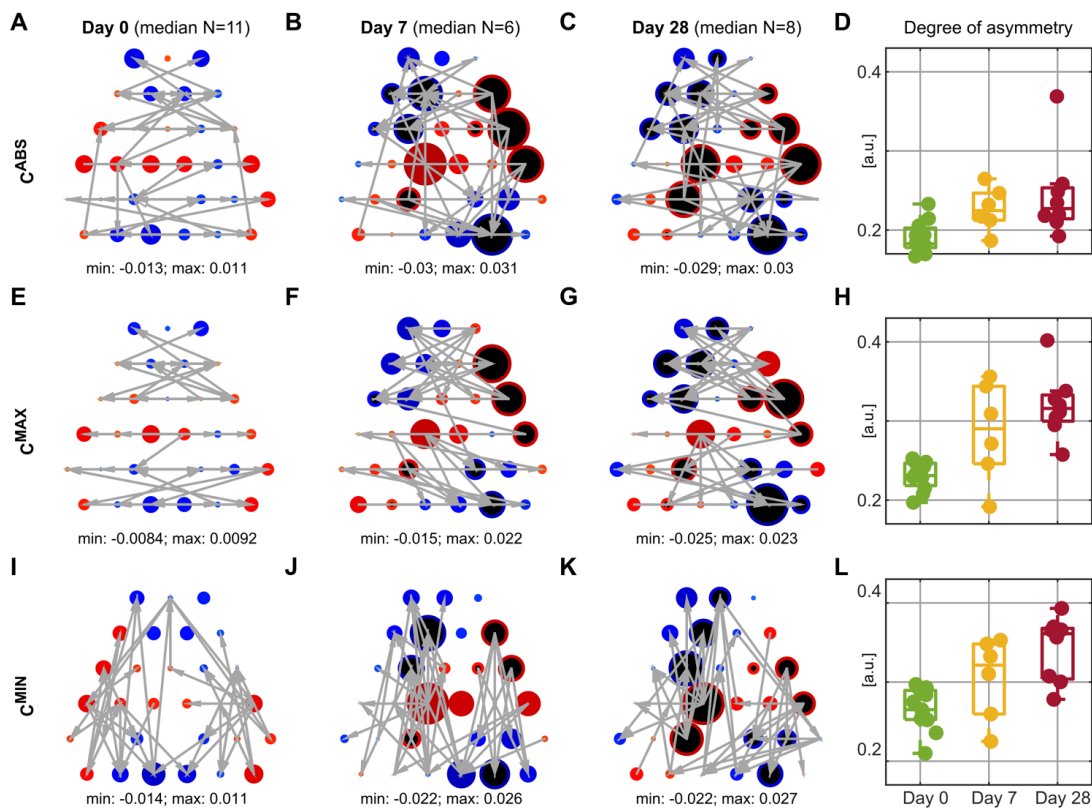 A Day 0 (median N=11) B Day 7 (median N=6) C Day 28 (median N=8) D Degree of asymmetry
C^ABS
min: -0.013; max: 0.011 min: -0.03; max: 0.031 min: -0.029; max: 0.03
0.4
[a.u.]
0.2
E F G H
C^MAX
min: -0.0084; max: 0.0092 min: -0.015; max: 0.022 min: -0.025; max: 0.023
0.4
[a.u.]
0.2
I J K L
C^MIN
min: -0.014; max: 0.011 min: -0.022; max: 0.026 min: -0.022; max: 0.027
0.4
[a.u.]
0.2
Day 0 Day 7 Day 28